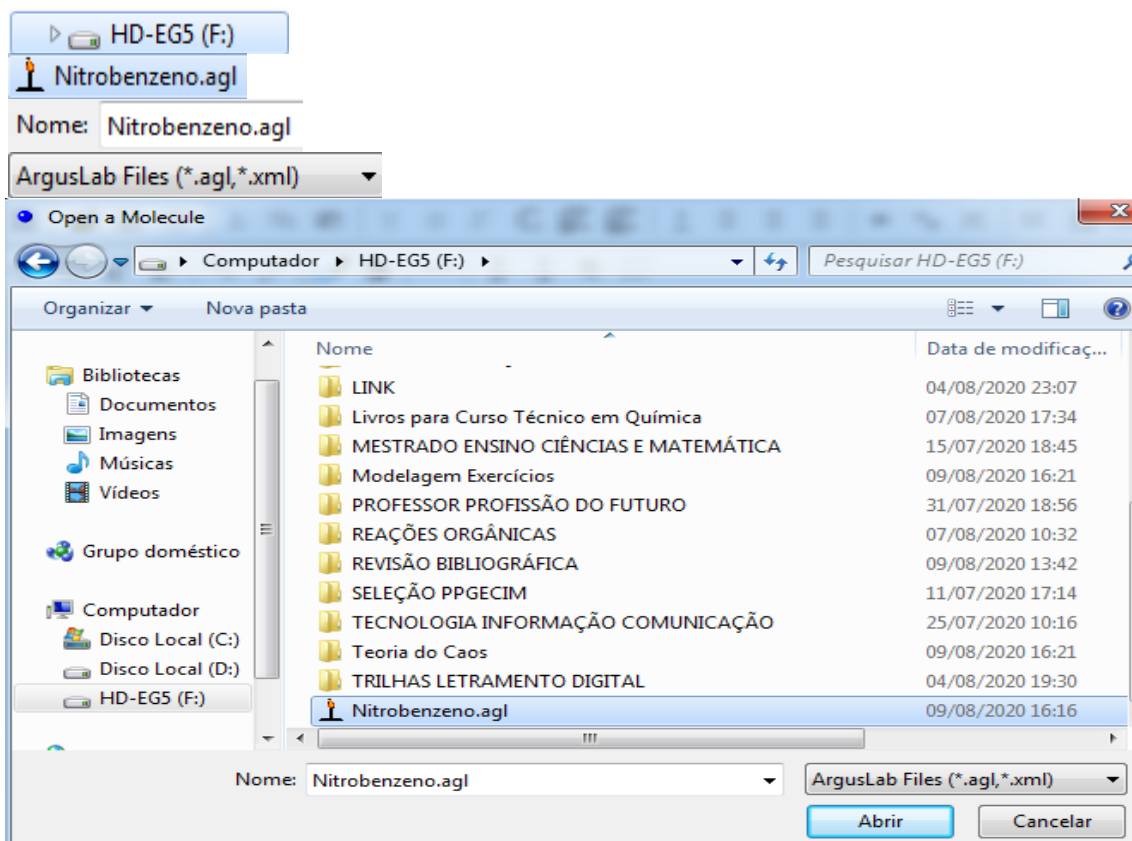 HD-EG5 (F:)
Nitrobenzeno.agl
Nome: Nitrobenzeno.agl
ArgusLab Files (*.agl,*.xml)
Open a Molecule
Computador HD-EG5 (F:) Pesquisar HD-EG5 (F:)
Organizar Nova pasta
Nome Data de modificaç...
Bibliotecas
Documentos
Imagens
Músicas
Vídeos
Grupo doméstico
Computador
Disco Local (C:)
Disco Local (D:)
HD-EG5 (F:)
LINK 04/08/2020 23:07
Livros para Curso Técnico em Química 07/08/2020 17:34
MESTRADO ENSINO CIÊNCIAS E MATEMÁTICA 15/07/2020 18:45
Modelagem Exercícios 09/08/2020 16:21
PROFESSOR PROFISSÃO DO FUTURO 31/07/2020 18:56
REAÇÕES ORGÂNICAS 07/08/2020 10:32
REVISÃO BIBLIOGRÁFICA 09/08/2020 13:42
SELEÇÃO PPGECIM 11/07/2020 17:14
TECNOLOGIA INFORMAÇÃO COMUNICAÇÃO 25/07/2020 10:16
Teoria do Caos 09/08/2020 16:21
TRILHAS LETRAMENTO DIGITAL 04/08/2020 19:30
Nitrobenzeno.agl 09/08/2020 16:16
Nome: Nitrobenzeno.agl ArgusLab Files (*.agl,*.xml)
Abrir Cancelar